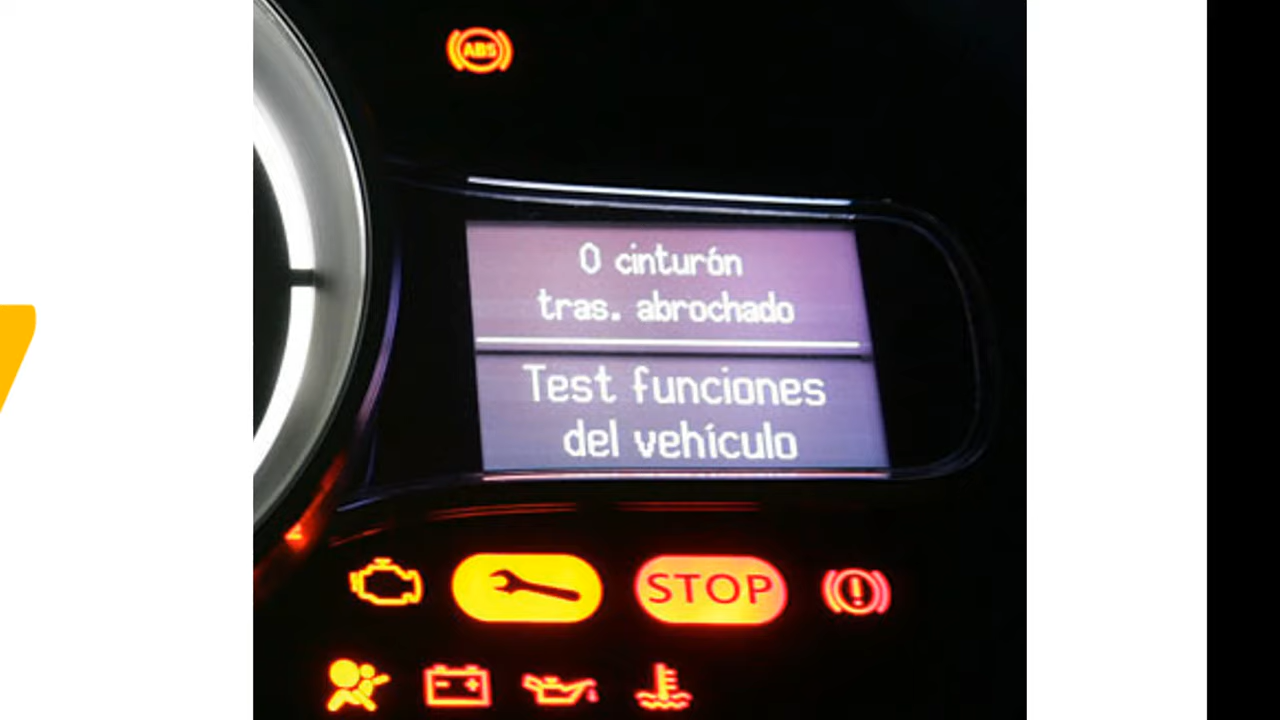 ABS
0 cinturón
tras. abrochado
Test funciones
del vehículo
STOP